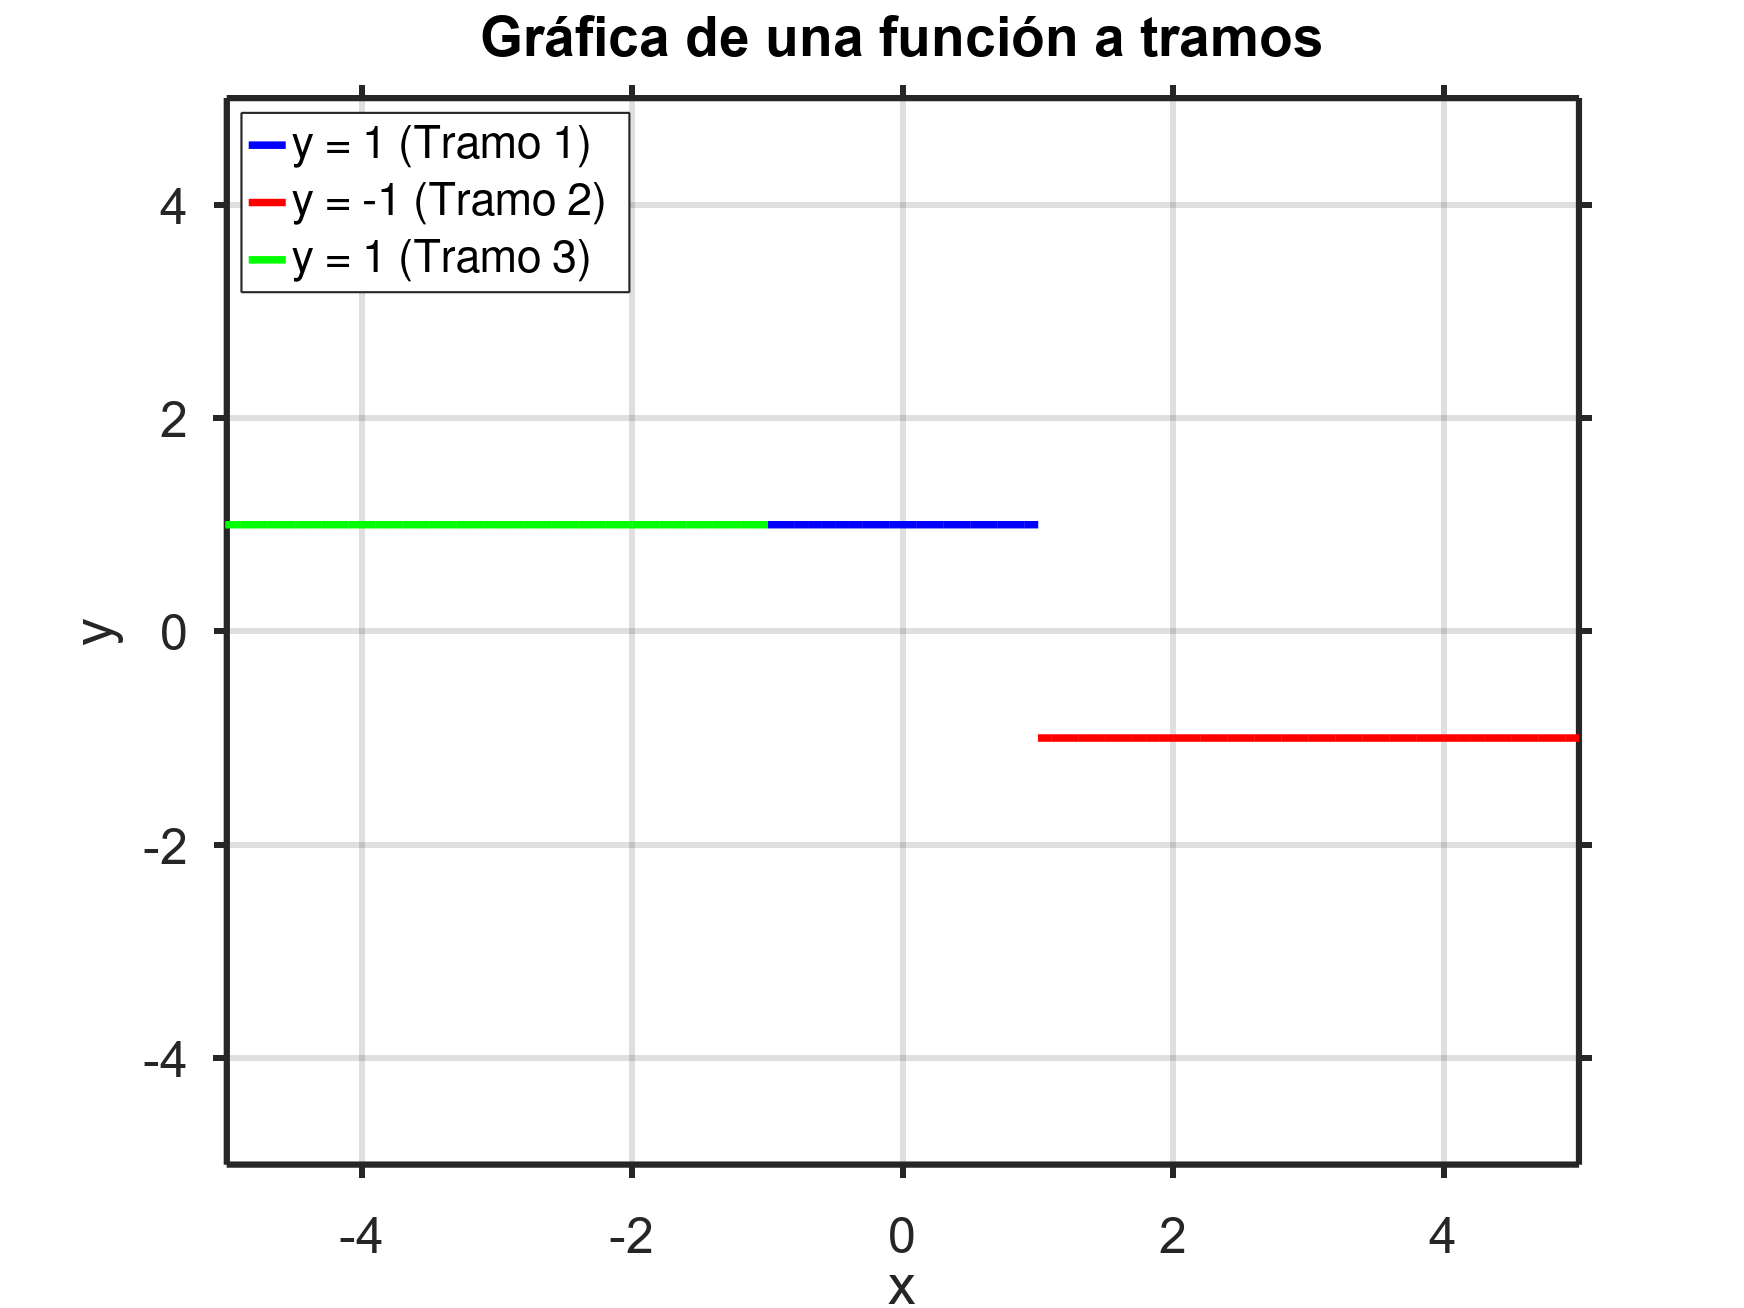 Gráfica de una función a tramos
y = 1 (Tramo 1)
y = -1 (Tramo 2)
y = 1 (Tramo 3)
4
2
0
-2
-4
y
-4 -2 0 2 4
x